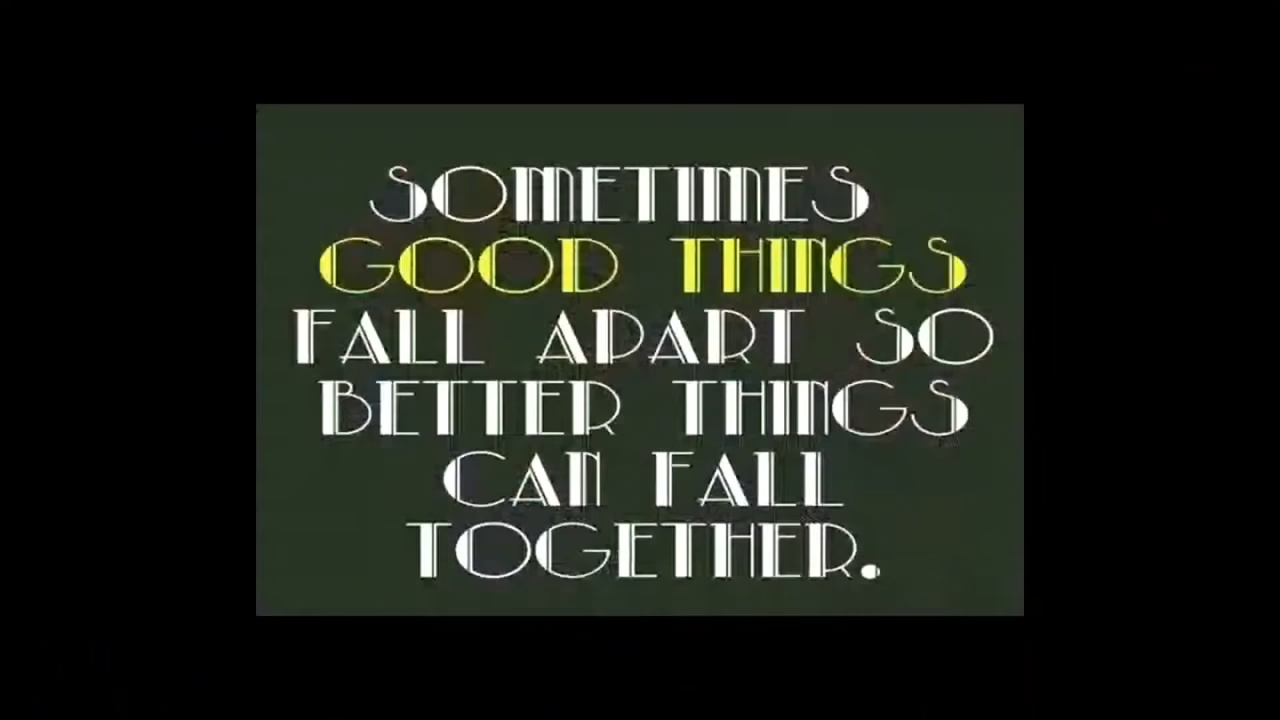 SOMETIMES
GOOD THINGS
FALL APART SO
BETTER THINGS
CAN FALL
TOGETHER.